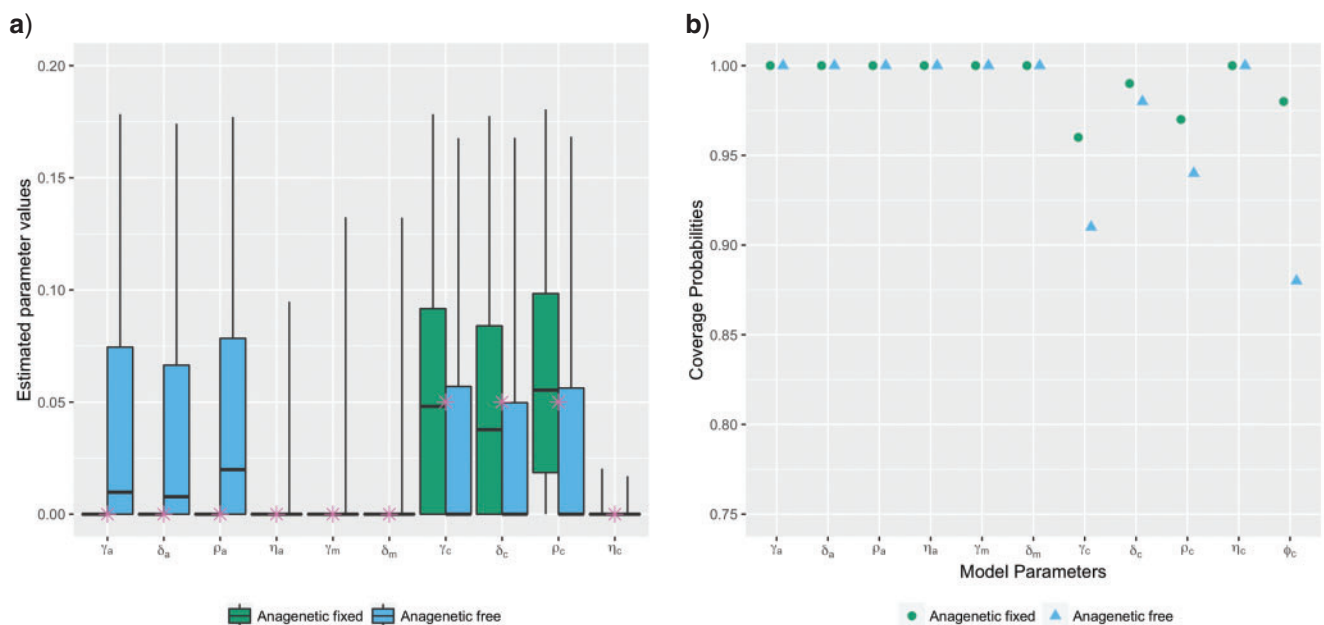 a)
Estimated parameter values
0.20
0.15
0.10
0.05
0.00
γa δa ρa ηa γm δm γc δc ρc ηc
Anagenetic fixed Anagenetic free
b)
Coverage Probabilities
1.00
0.95
0.90
0.85
0.80
0.75
γa δa ρa ηa γm δm γc δc ρc ηc ϕc
Model Parameters
Anagenetic fixed Anagenetic free